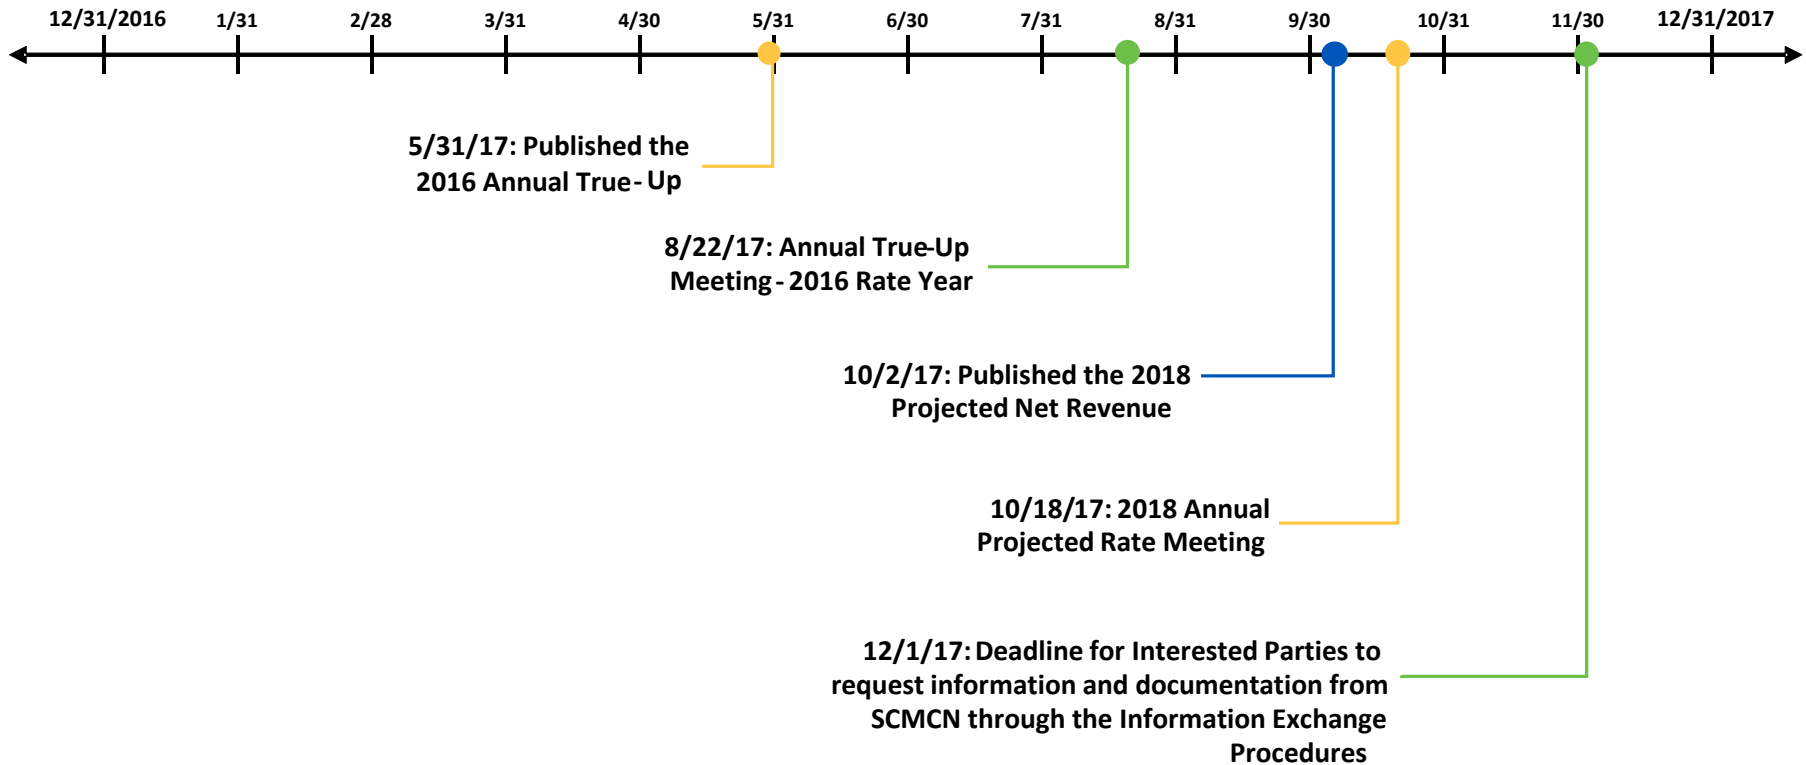 12/31/2016 1/31 2/28 3/31 4/30 5/31 6/30 7/31 8/31 9/30 10/31 11/30 12/31/2017
5/31/17: Published the
2016 Annual True-Up
8/22/17: Annual True-Up
Meeting - 2016 Rate Year
10/2/17: Published the 2018
Projected Net Revenue
10/18/17: 2018 Annual
Projected Rate Meeting
12/1/17: Deadline for Interested Parties to
request information and documentation from
SCMCN through the Information Exchange
Procedures